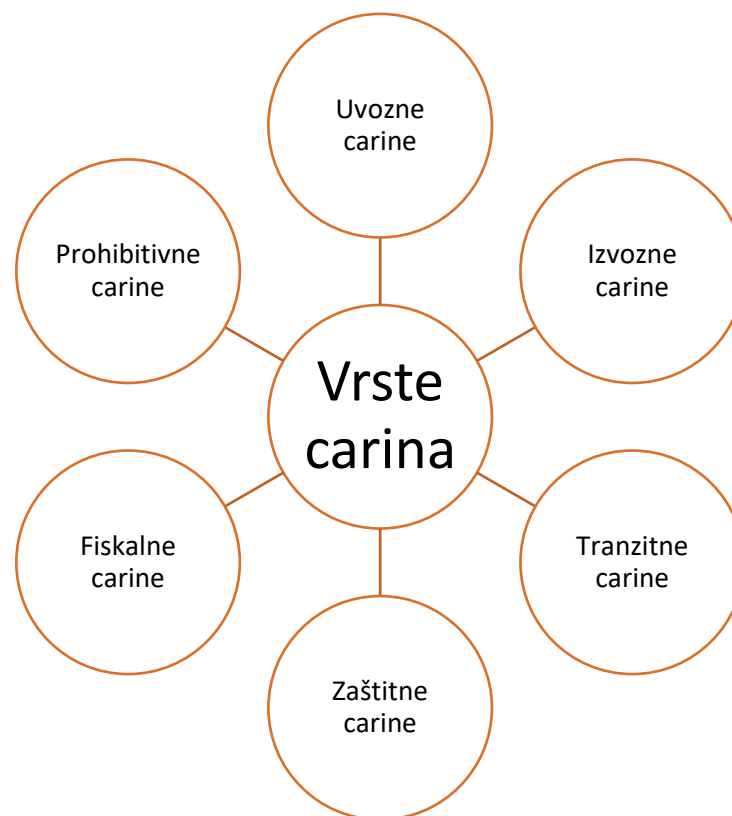 Uvozne
carine
Prohibitivne
carine
Izvozne
carine
Vrste
carina
Fiskalne
carine
Tranzitne
carine
Zaštitne
carine